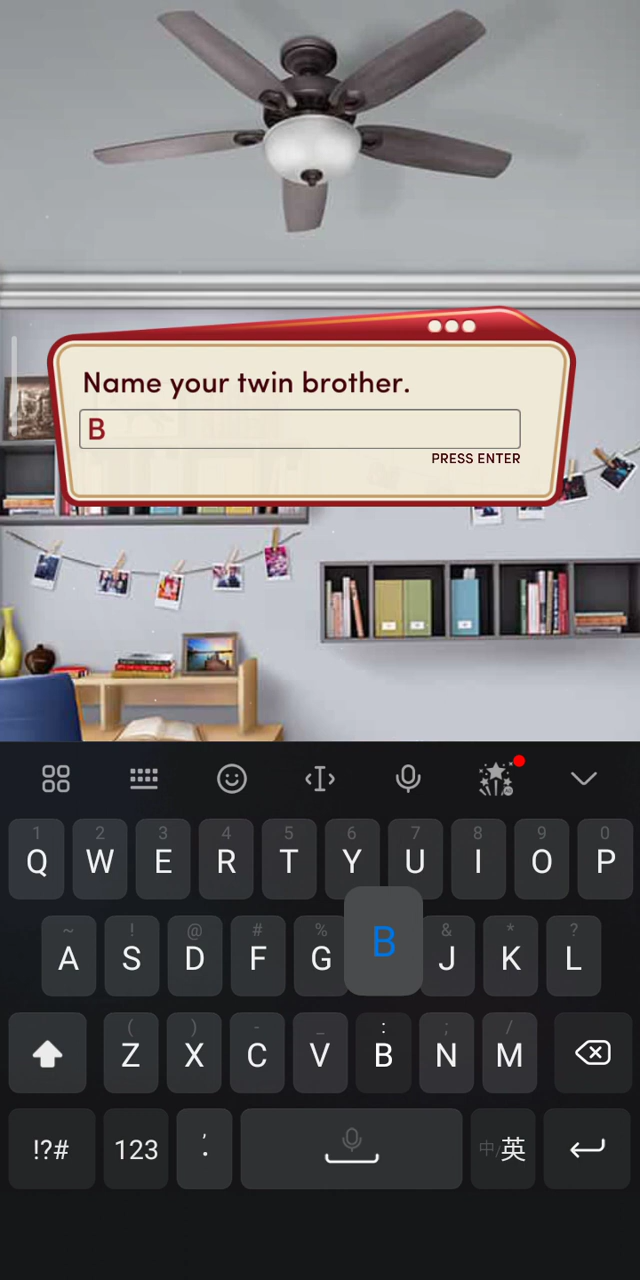 Name your twin brother.
B
PRESS ENTER
1 2 3 4 5 6 7 8 9 0
Q W E R T Y U I O P
~ ! @ # % & * ?
A S D F G B J K L
( ) - _ : ; /
Z X C V B N M
!?# 123 , . 中/英